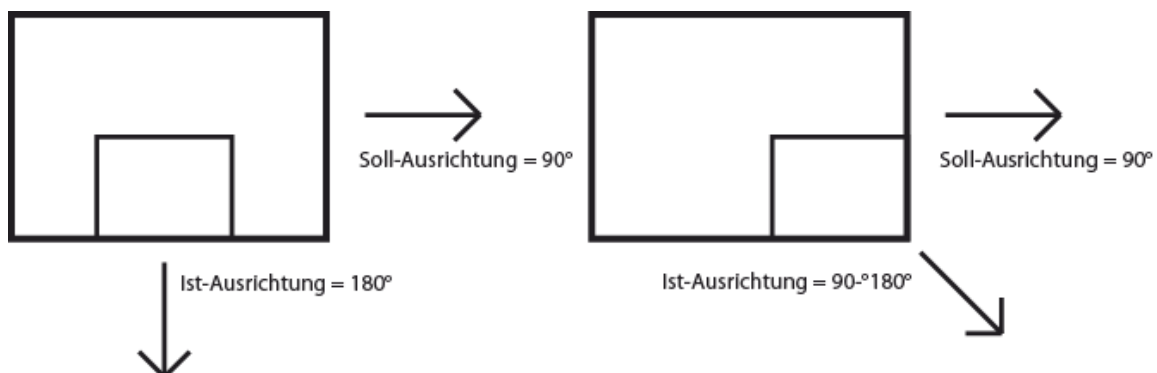 Soll-Ausrichtung = 90°
Soll-Ausrichtung = 90°
Ist-Ausrichtung = 180°
Ist-Ausrichtung = 90-°180°